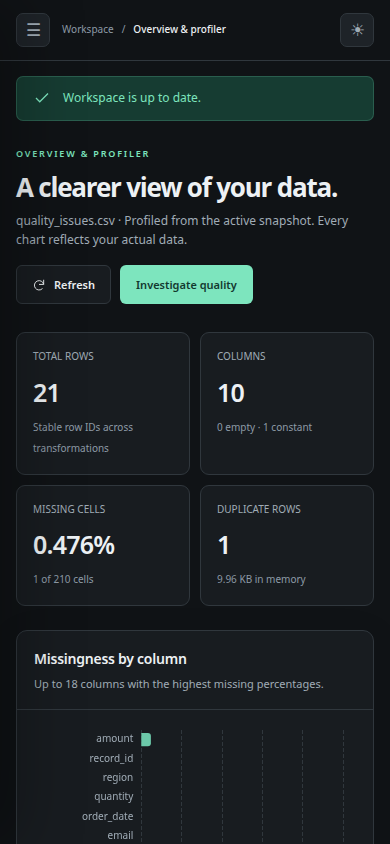 Workspace / Overview & profiler
Workspace is up to date.
OVERVIEW & PROFILER
A clearer view of your data.
quality_issues.csv · Profiled from the active snapshot. Every
chart reflects your actual data.
Refresh
Investigate quality
TOTAL ROWS
21
Stable row IDs across
transformations
COLUMNS
10
0 empty · 1 constant
MISSING CELLS
0.476%
1 of 210 cells
DUPLICATE ROWS
1
9.96 KB in memory
Missingness by column
Up to 18 columns with the highest missing percentages.
amount
record_id
region
quantity
order_date
email